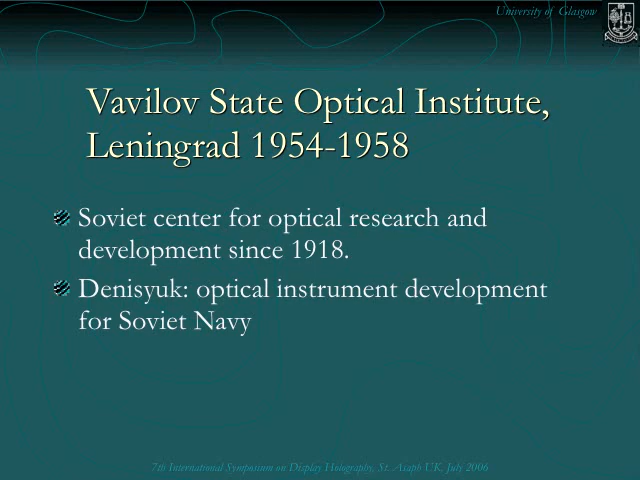 University of Glasgow
Vavilov State Optical Institute,
Leningrad 1954-1958
Soviet center for optical research and
development since 1918.
Denisyuk: optical instrument development
for Soviet Navy
7th International Symposium on Display Holography, St. Asaph UK, July 2006